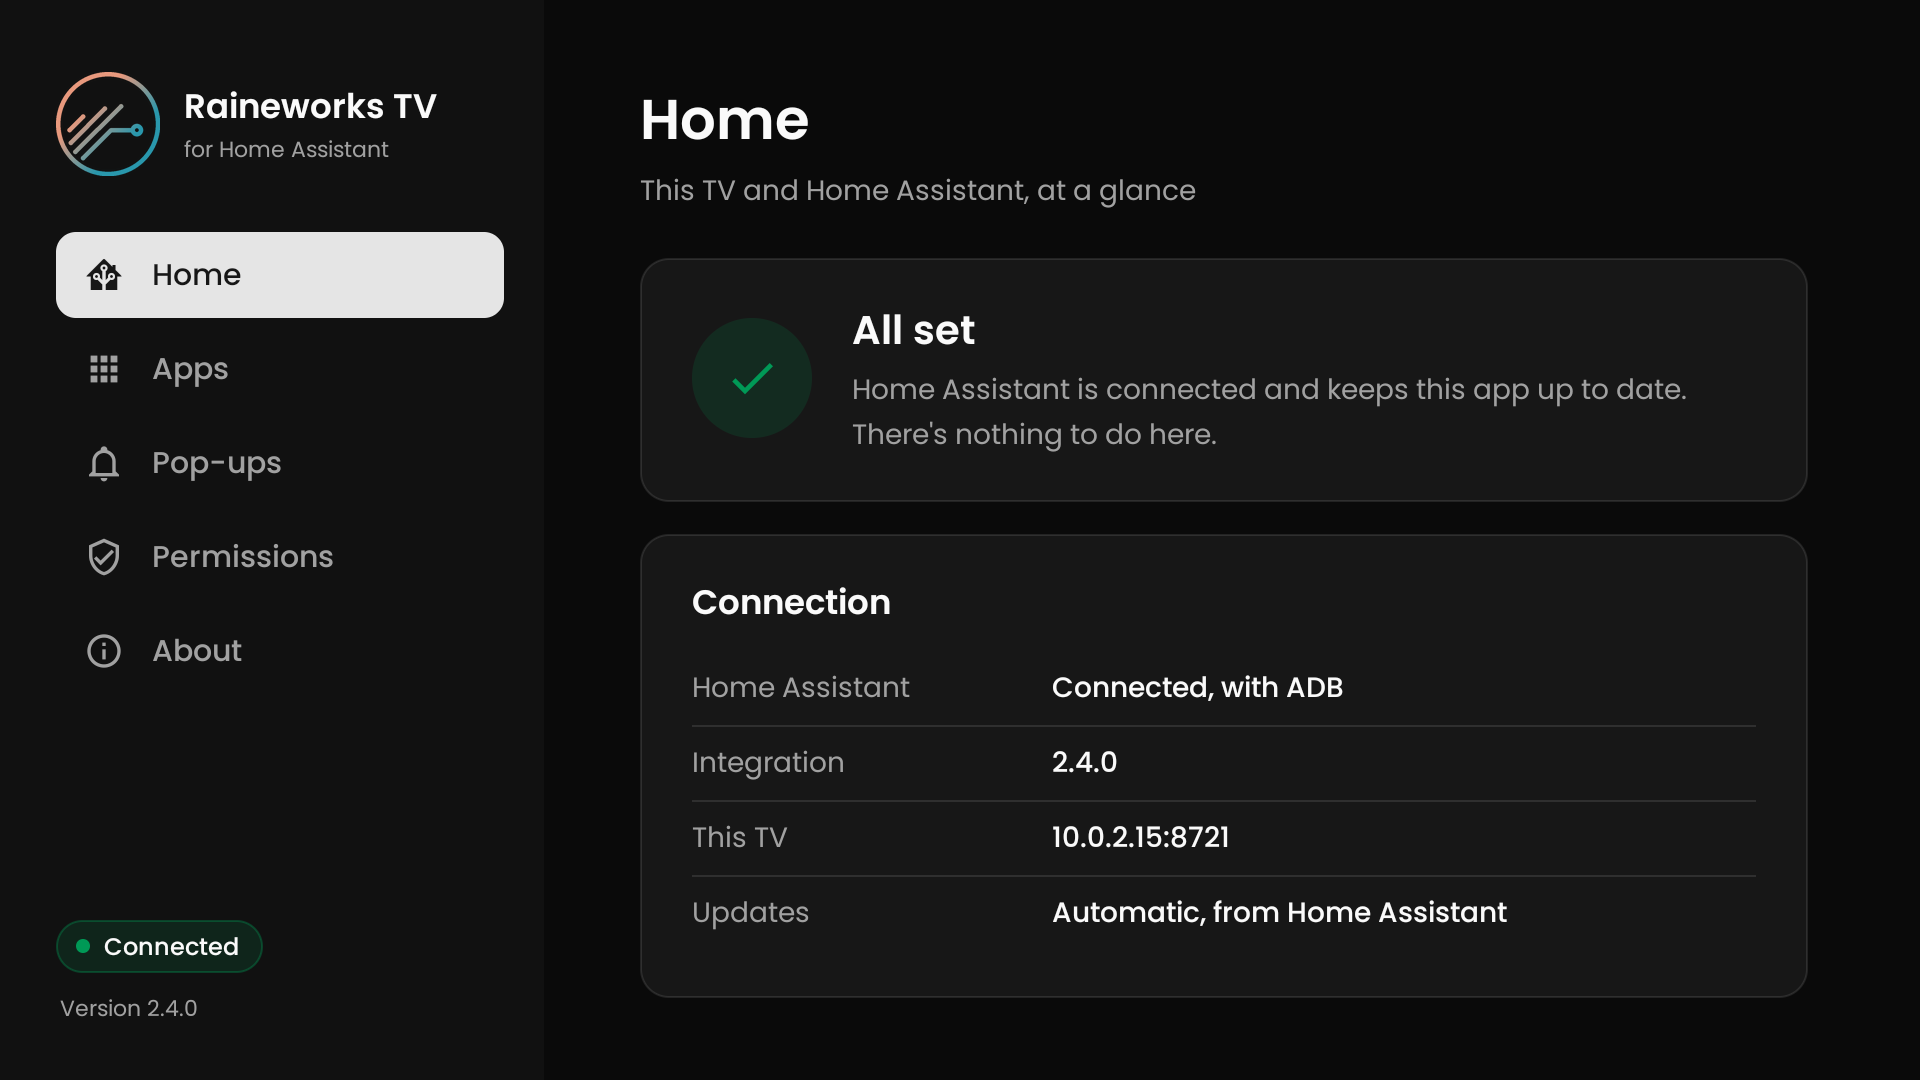 Raineworks TV
for Home Assistant
Home
Apps
Pop-ups
Permissions
About
Connected
Version 2.4.0
Home
This TV and Home Assistant, at a glance
All set
Home Assistant is connected and keeps this app up to date.
There's nothing to do here.
Connection
Home Assistant Connected, with ADB
Integration 2.4.0
This TV 10.0.2.15:8721
Updates Automatic, from Home Assistant